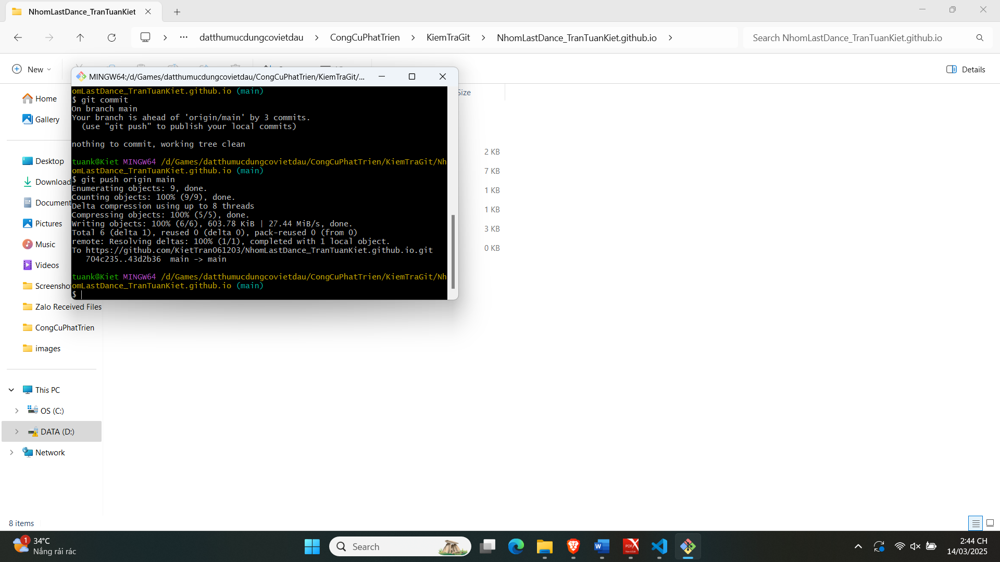 NhomLastDance_TranTuanKiet
datthumucdungcovietdau
CongCuPhatTrien
KiemTraGit
NhomLastDance_TranTuanKiet.github.io
Search NhomLastDance_TranTuanKiet.github.io
New
Details
MINGW64:/d/Games/datthumucdungcovietdau/CongCuPhatTrien/KiemTraGit/...
omLastDance_TranTuanKiet.github.io (main)
$ git commit
On branch main
Your branch is ahead of 'origin/main' by 3 commits.
(use "git push" to publish your local commits)
nothing to commit, working tree clean
tuank@Kiet MINGW64 /d/Games/datthumucdungcovietdau/CongCuPhatTrien/KiemTraGit/Nh
omLastDance_TranTuanKiet.github.io (main)
$ git push origin main
Enumerating objects: 9, done.
Counting objects: 100% (9/9), done.
Delta compression using up to 8 threads
Compressing objects: 100% (5/5), done.
Writing objects: 100% (6/6), 603.78 KiB | 27.44 MiB/s, done.
Total 6 (delta 1), reused 0 (delta 0), pack-reused 0 (from 0)
remote: Resolving deltas: 100% (1/1), completed with 1 local object.
To https://github.com/KietTran061203/NhomLastDance_TranTuanKiet.github.io.git
704c235..43d2b36  main -> main
tuank@Kiet MINGW64 /d/Games/datthumucdungcovietdau/CongCuPhatTrien/KiemTraGit/Nh
omLastDance_TranTuanKiet.github.io (main)
$
Size
2 KB
7 KB
1 KB
1 KB
3 KB
0 KB
Home
Gallery
Desktop
Download
Document
Pictures
Music
Videos
Screensho
Zalo Received Files
CongCuPhatTrien
images
This PC
OS (C:)
DATA (D:)
Network
8 items
1
34°C
Nắng rải rác
Search
2:44 CH
14/03/2025